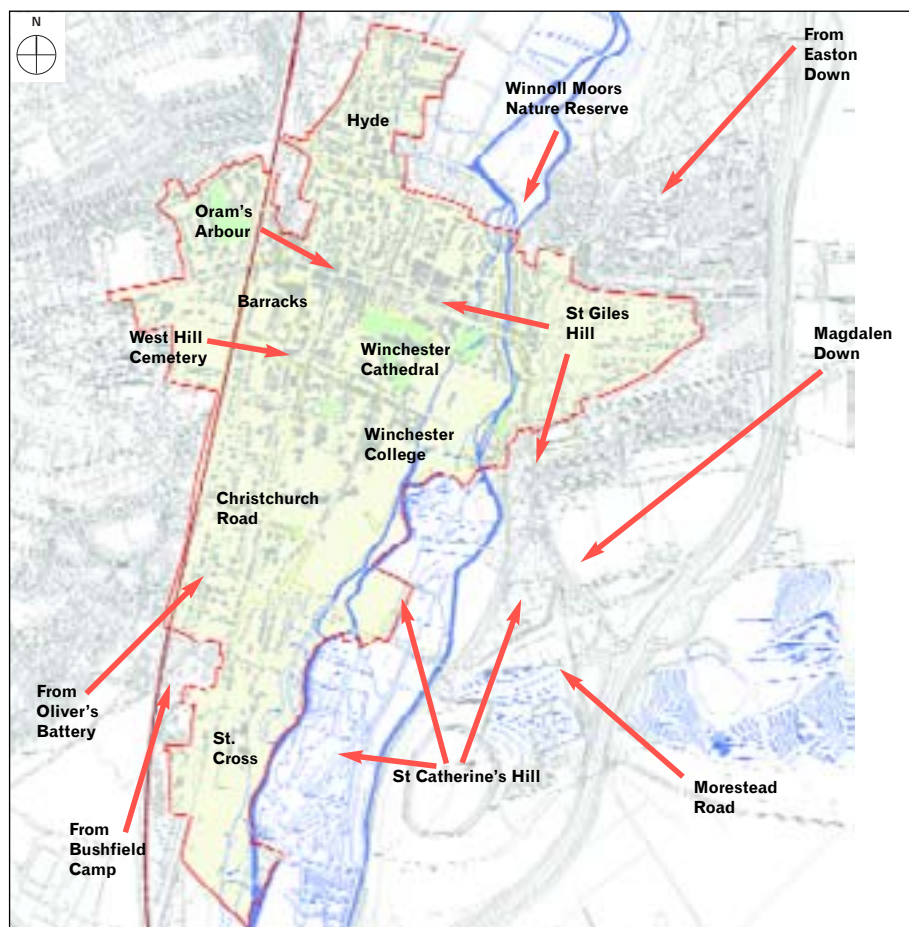 N
From
Easton
Down
Winnoll Moors
Nature Reserve
Hyde
Oram's
Arbour
Barracks
St Giles
Hill
West Hill
Cemetery
Winchester
Cathedral
Magdalen
Down
Winchester
College
Christchurch
Road
From
Oliver's
Battery
St.
Cross
St Catherine's Hill
Morestead
Road
From
Bushfield
Camp